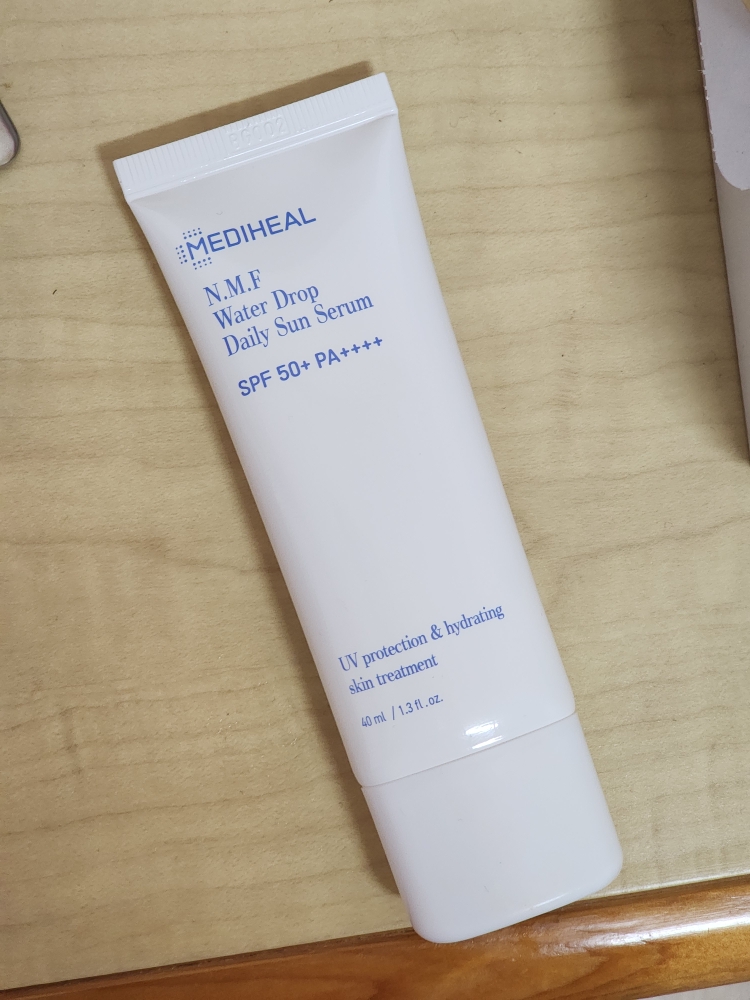 MEDIHEAL
N.M.F
Water Drop
Daily Sun Serum
SPF 50+ PA++++
UV protection & hydrating
skin treatment
40 ml / 1.3 fl .oz.